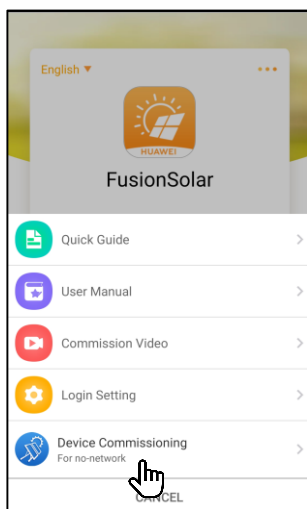 English ▼
HUAWEI
FusionSolar
Quick Guide
User Manual
Commission Video
Login Setting
Device Commissioning
For no-network
CANCEL